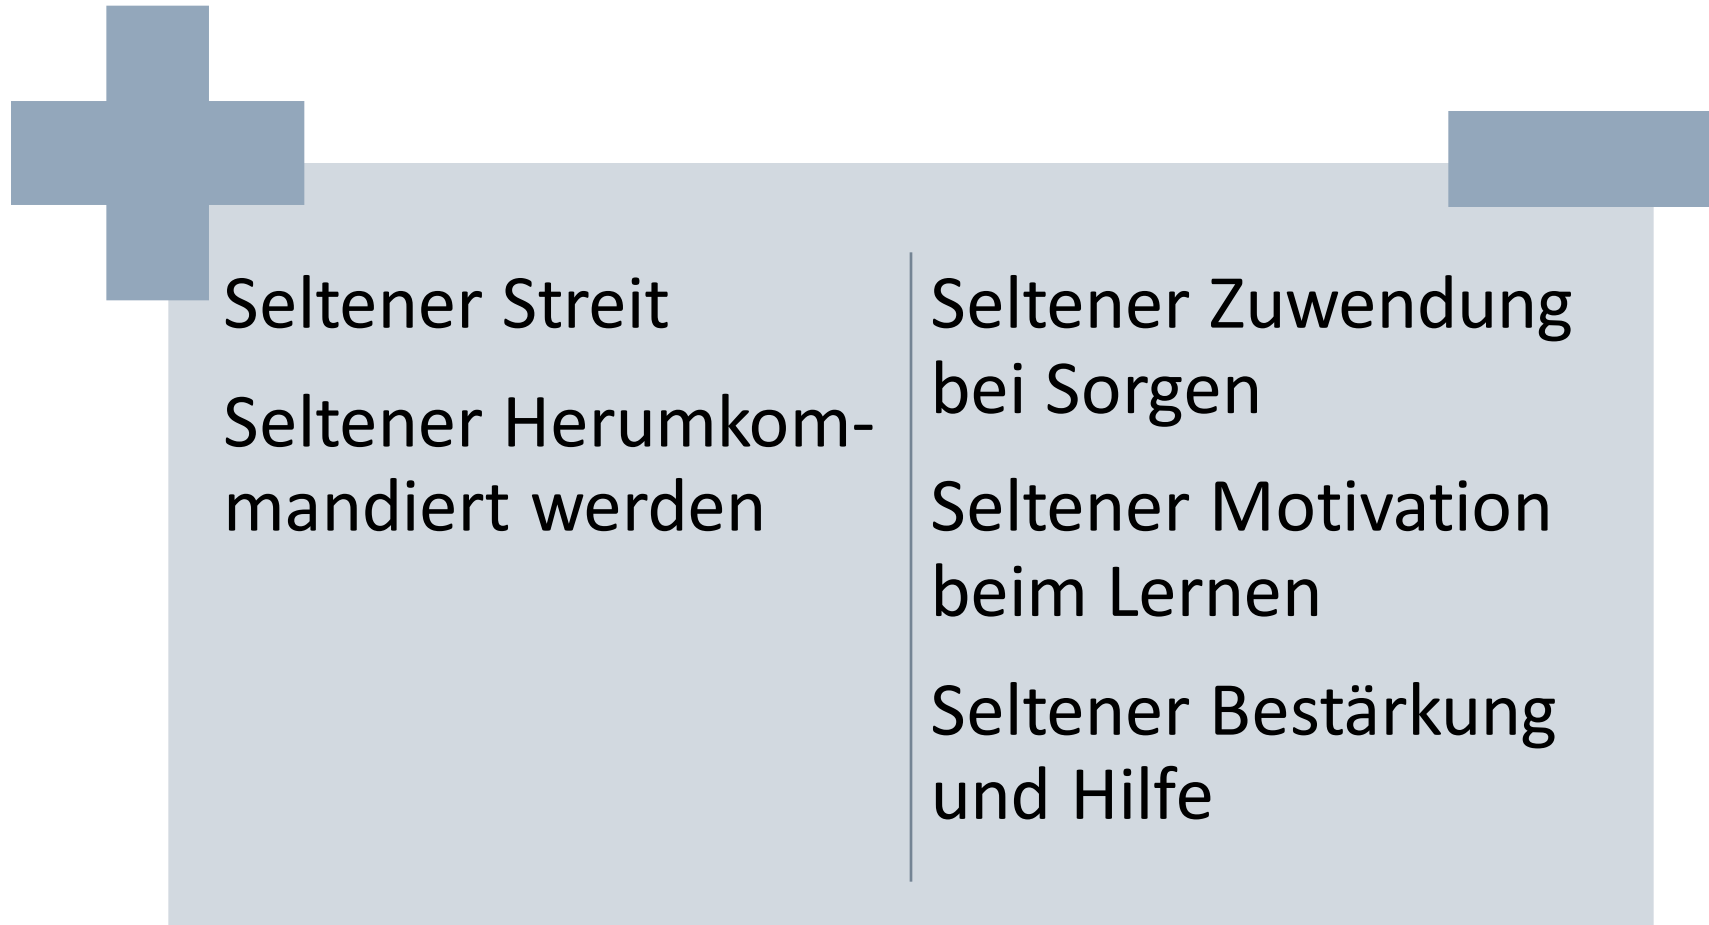 Seltener Streit
Seltener Herumkom-
mandiert werden
Seltener Zuwendung
bei Sorgen
Seltener Motivation
beim Lernen
Seltener Bestärkung
und Hilfe